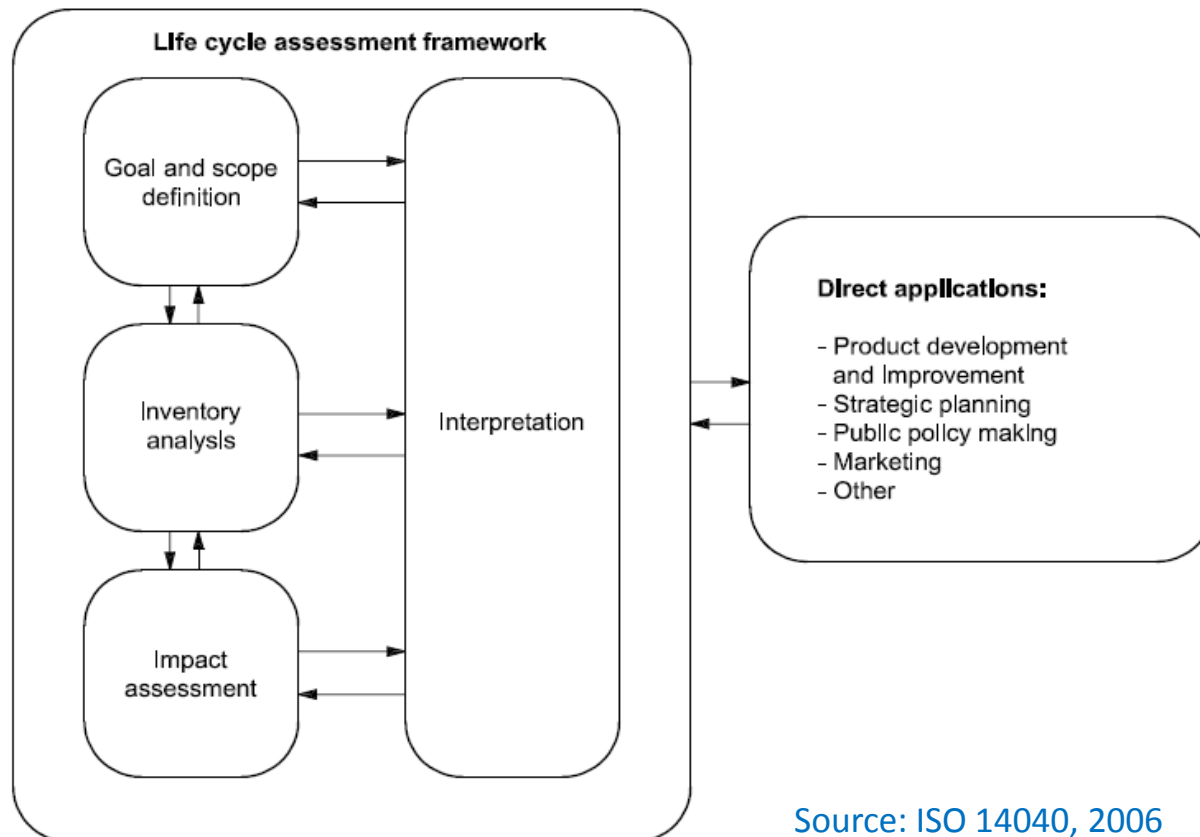 Life cycle assessment framework
Goal and scope
definition
Inventory
analysis
Impact
assessment
Interpretation
Direct applications:
- Product development
and Improvement
- Strategic planning
- Public policy making
- Marketing
- Other
Source: ISO 14040, 2006